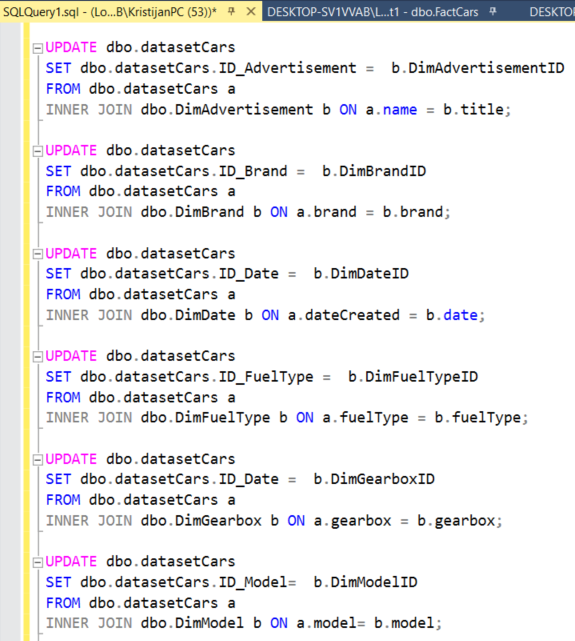 SQLQuery1.sql - (Lo...B\KristijanPC (53))* DESKTOP-SV1VVAB\L...t1 - dbo.FactCars DESKTO
UPDATE dbo.datasetCars
SET dbo.datasetCars.ID_Advertisement =  b.DimAdvertisementID
FROM dbo.datasetCars a
INNER JOIN dbo.DimAdvertisement b ON a.name = b.title;
UPDATE dbo.datasetCars
SET dbo.datasetCars.ID_Brand =  b.DimBrandID
FROM dbo.datasetCars a
INNER JOIN dbo.DimBrand b ON a.brand = b.brand;
UPDATE dbo.datasetCars
SET dbo.datasetCars.ID_Date =  b.DimDateID
FROM dbo.datasetCars a
INNER JOIN dbo.DimDate b ON a.dateCreated = b.date;
UPDATE dbo.datasetCars
SET dbo.datasetCars.ID_FuelType =  b.DimFuelTypeID
FROM dbo.datasetCars a
INNER JOIN dbo.DimFuelType b ON a.fuelType = b.fuelType;
UPDATE dbo.datasetCars
SET dbo.datasetCars.ID_Date =  b.DimGearboxID
FROM dbo.datasetCars a
INNER JOIN dbo.DimGearbox b ON a.gearbox = b.gearbox;
UPDATE dbo.datasetCars
SET dbo.datasetCars.ID_Model=  b.DimModelID
FROM dbo.datasetCars a
INNER JOIN dbo.DimModel b ON a.model= b.model;